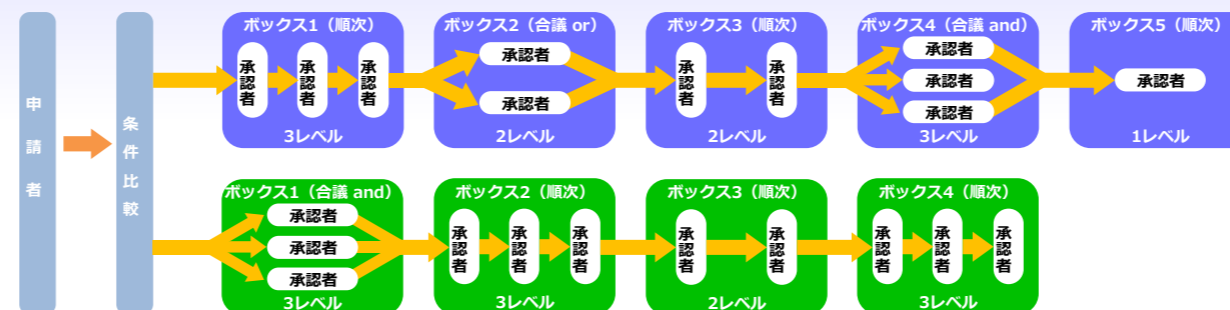 申請者
条件比較
ボックス1（順次）
承認者
承認者
承認者
3レベル
ボックス2（合議 or）
承認者
承認者
2レベル
ボックス3（順次）
承認者
承認者
2レベル
ボックス4（合議 and）
承認者
承認者
承認者
3レベル
ボックス5（順次）
承認者
1レベル
ボックス1（合議 and）
承認者
承認者
承認者
3レベル
ボックス2（順次）
承認者
承認者
承認者
3レベル
ボックス3（順次）
承認者
承認者
2レベル
ボックス4（順次）
承認者
承認者
承認者
3レベル